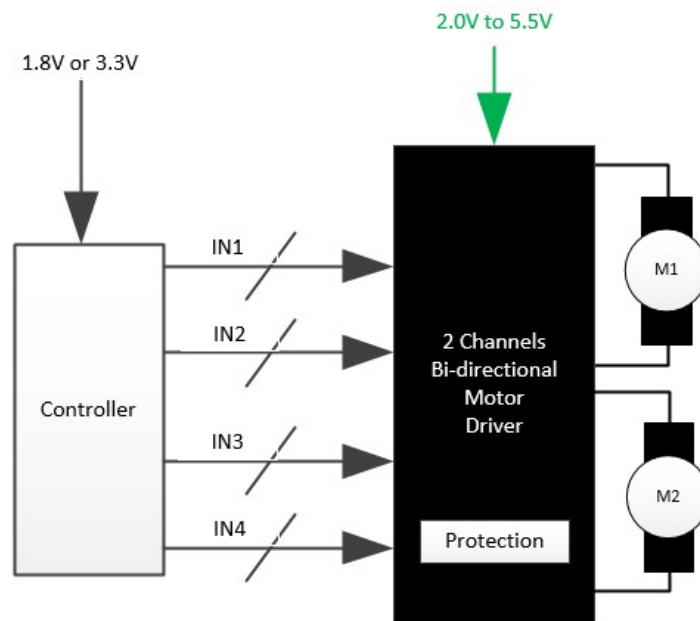 2.0V to 5.5V
1.8V or 3.3V
IN1
IN2
IN3
IN4
Controller
2 Channels
Bi-directional
Motor
Driver
Protection
M1
M2